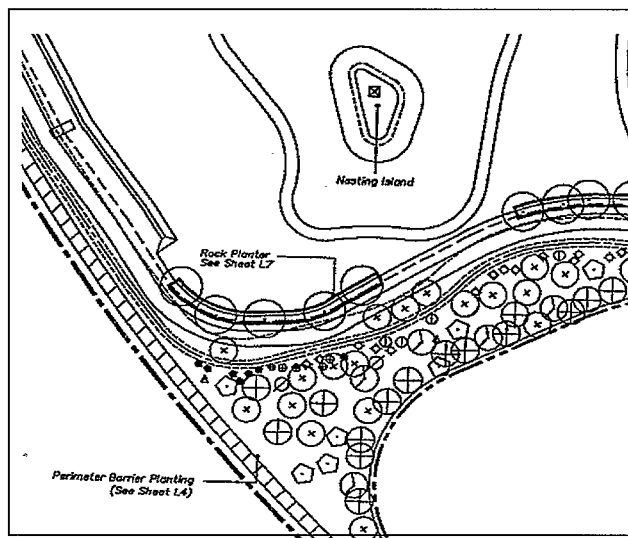 Nesting Island
Rock Planter
See Sheet L7
Perimeter Barrier Planting
(See Sheet L4)